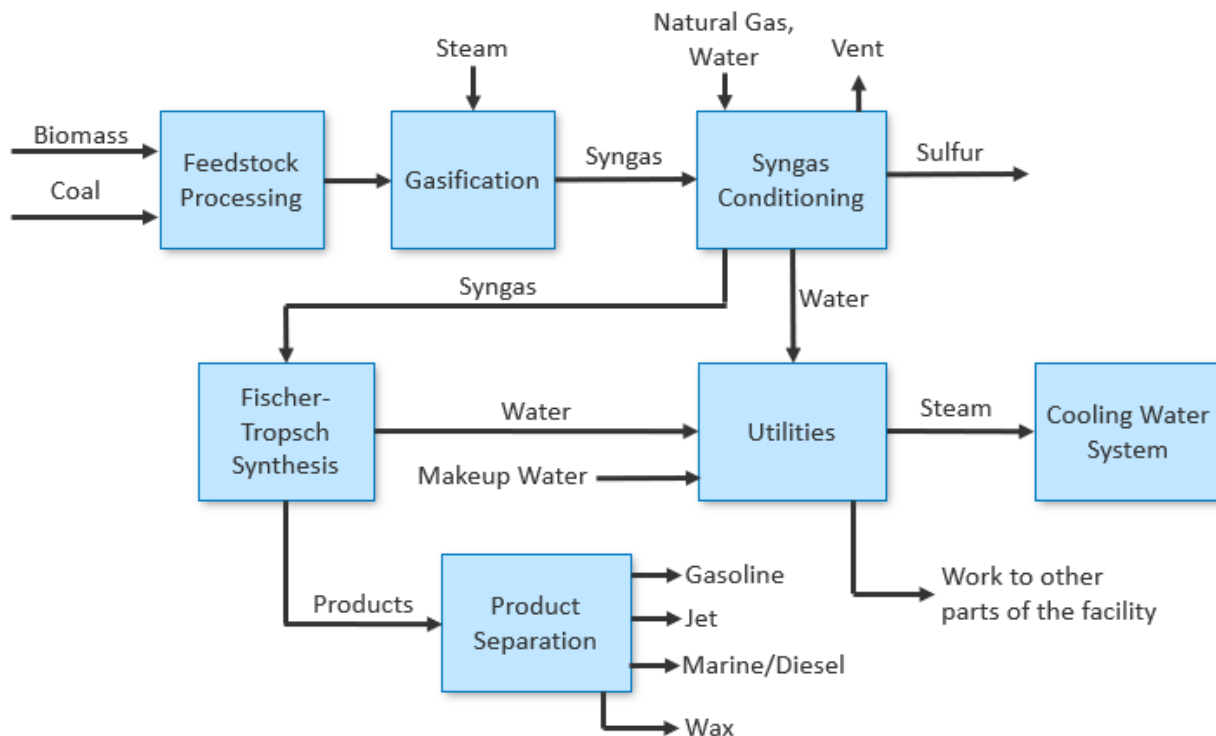 Natural Gas,
Water
Vent
Steam
Biomass
Coal
Feedstock
Processing
Gasification
Syngas
Syngas
Conditioning
Sulfur
Syngas
Water
Fischer-
Tropsch
Synthesis
Water
Makeup Water
Utilities
Steam
Cooling Water
System
Products
Product
Separation
Gasoline
Jet
Marine/Diesel
Wax
Work to other
parts of the facility